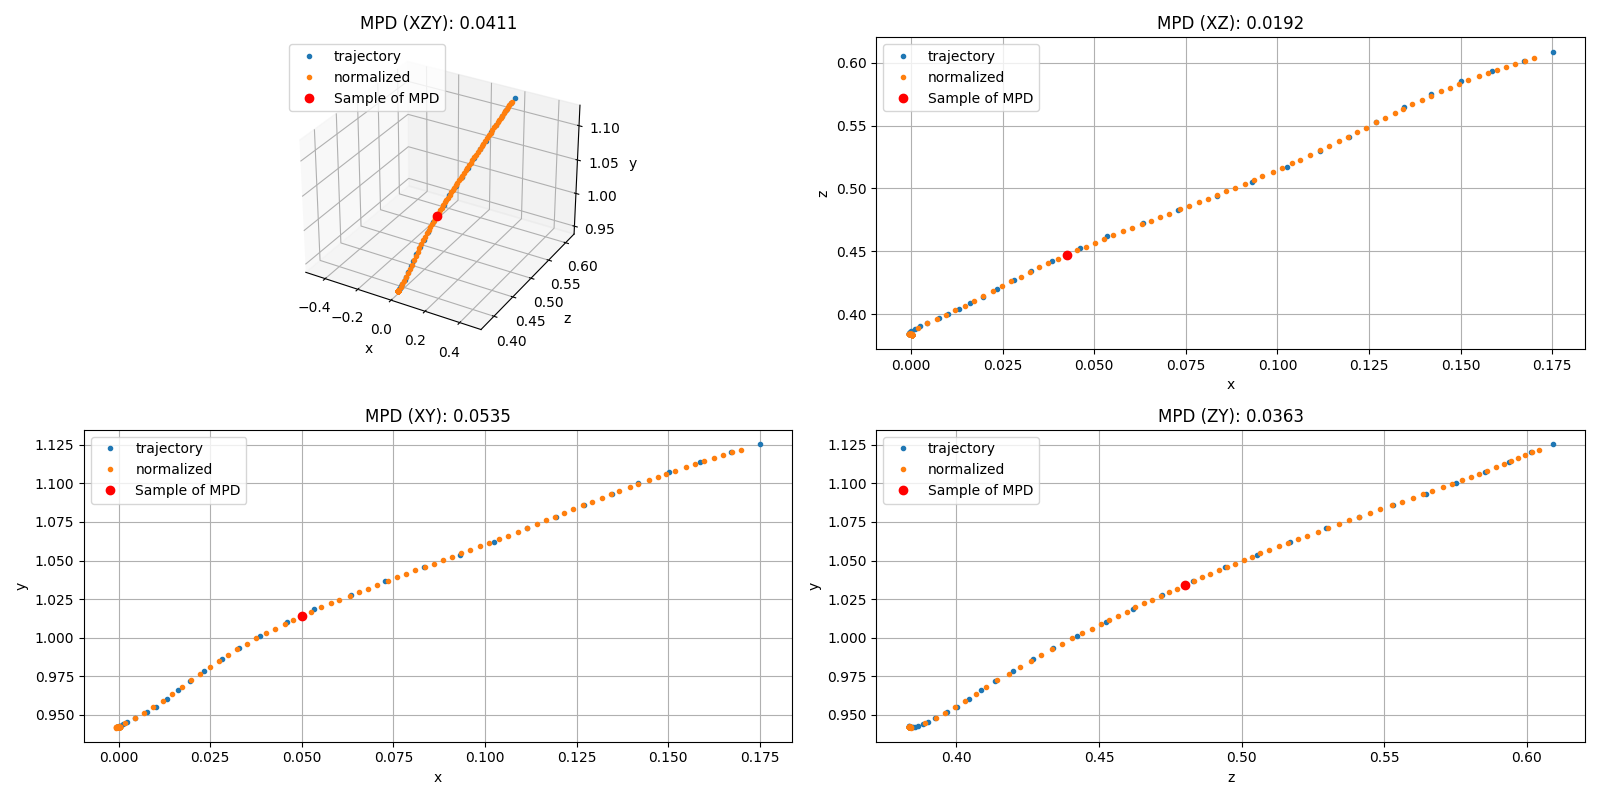 MPD (XZY): 0.0411
trajectory
normalized
Sample of MPD
1.10
1.05
1.00
0.95
y
0.60
0.55
0.50
0.45
0.40
z
−0.4
−0.2
0.0
0.2
0.4
x
MPD (XZ): 0.0192
trajectory
normalized
Sample of MPD
0.60
0.55
0.50
0.45
0.40
z
0.000 0.025 0.050 0.075 0.100 0.125 0.150 0.175
x
MPD (XY): 0.0535
trajectory
normalized
Sample of MPD
1.125
1.100
1.075
1.050
1.025
1.000
0.975
0.950
y
0.000 0.025 0.050 0.075 0.100 0.125 0.150 0.175
x
MPD (ZY): 0.0363
trajectory
normalized
Sample of MPD
1.125
1.100
1.075
1.050
1.025
1.000
0.975
0.950
y
0.40 0.45 0.50 0.55 0.60
z